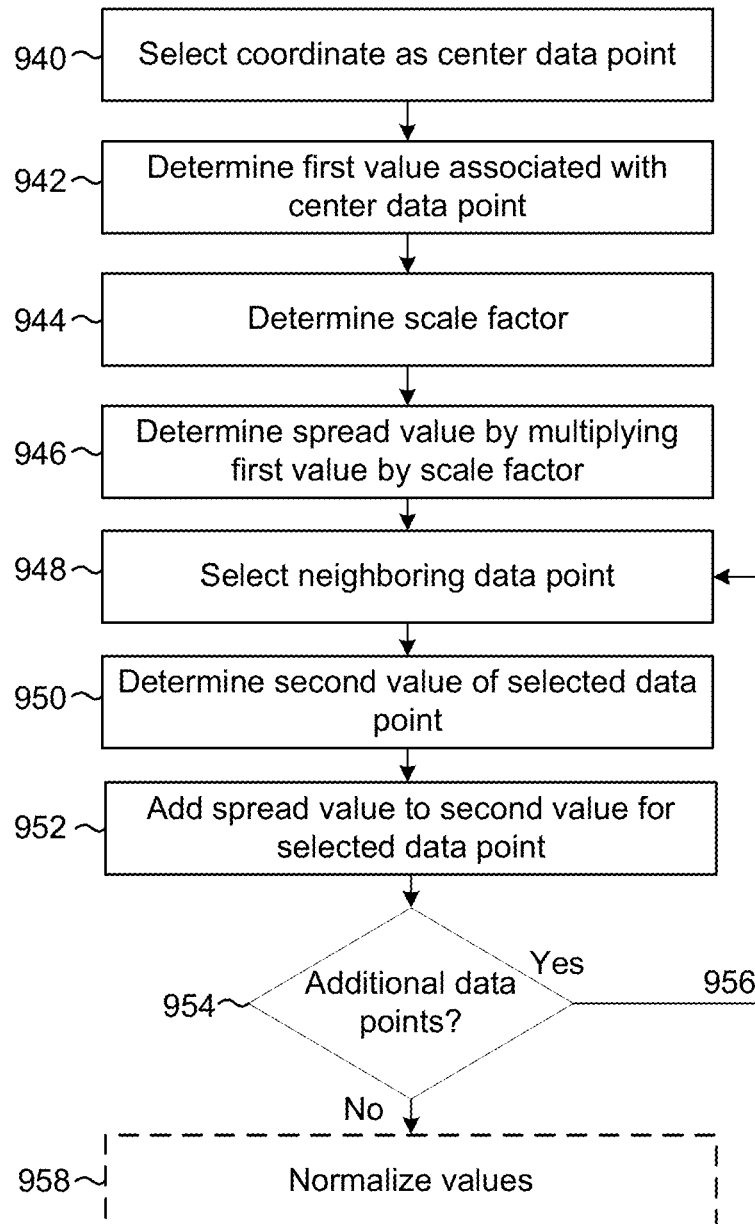 940
Select coordinate as center data point
942
Determine first value associated with
center data point
944
Determine scale factor
946
Determine spread value by multiplying
first value by scale factor
948
Select neighboring data point
950
Determine second value of selected data
point
952
Add spread value to second value for
selected data point
954
Additional data
points?
Yes
956
No
958
Normalize values